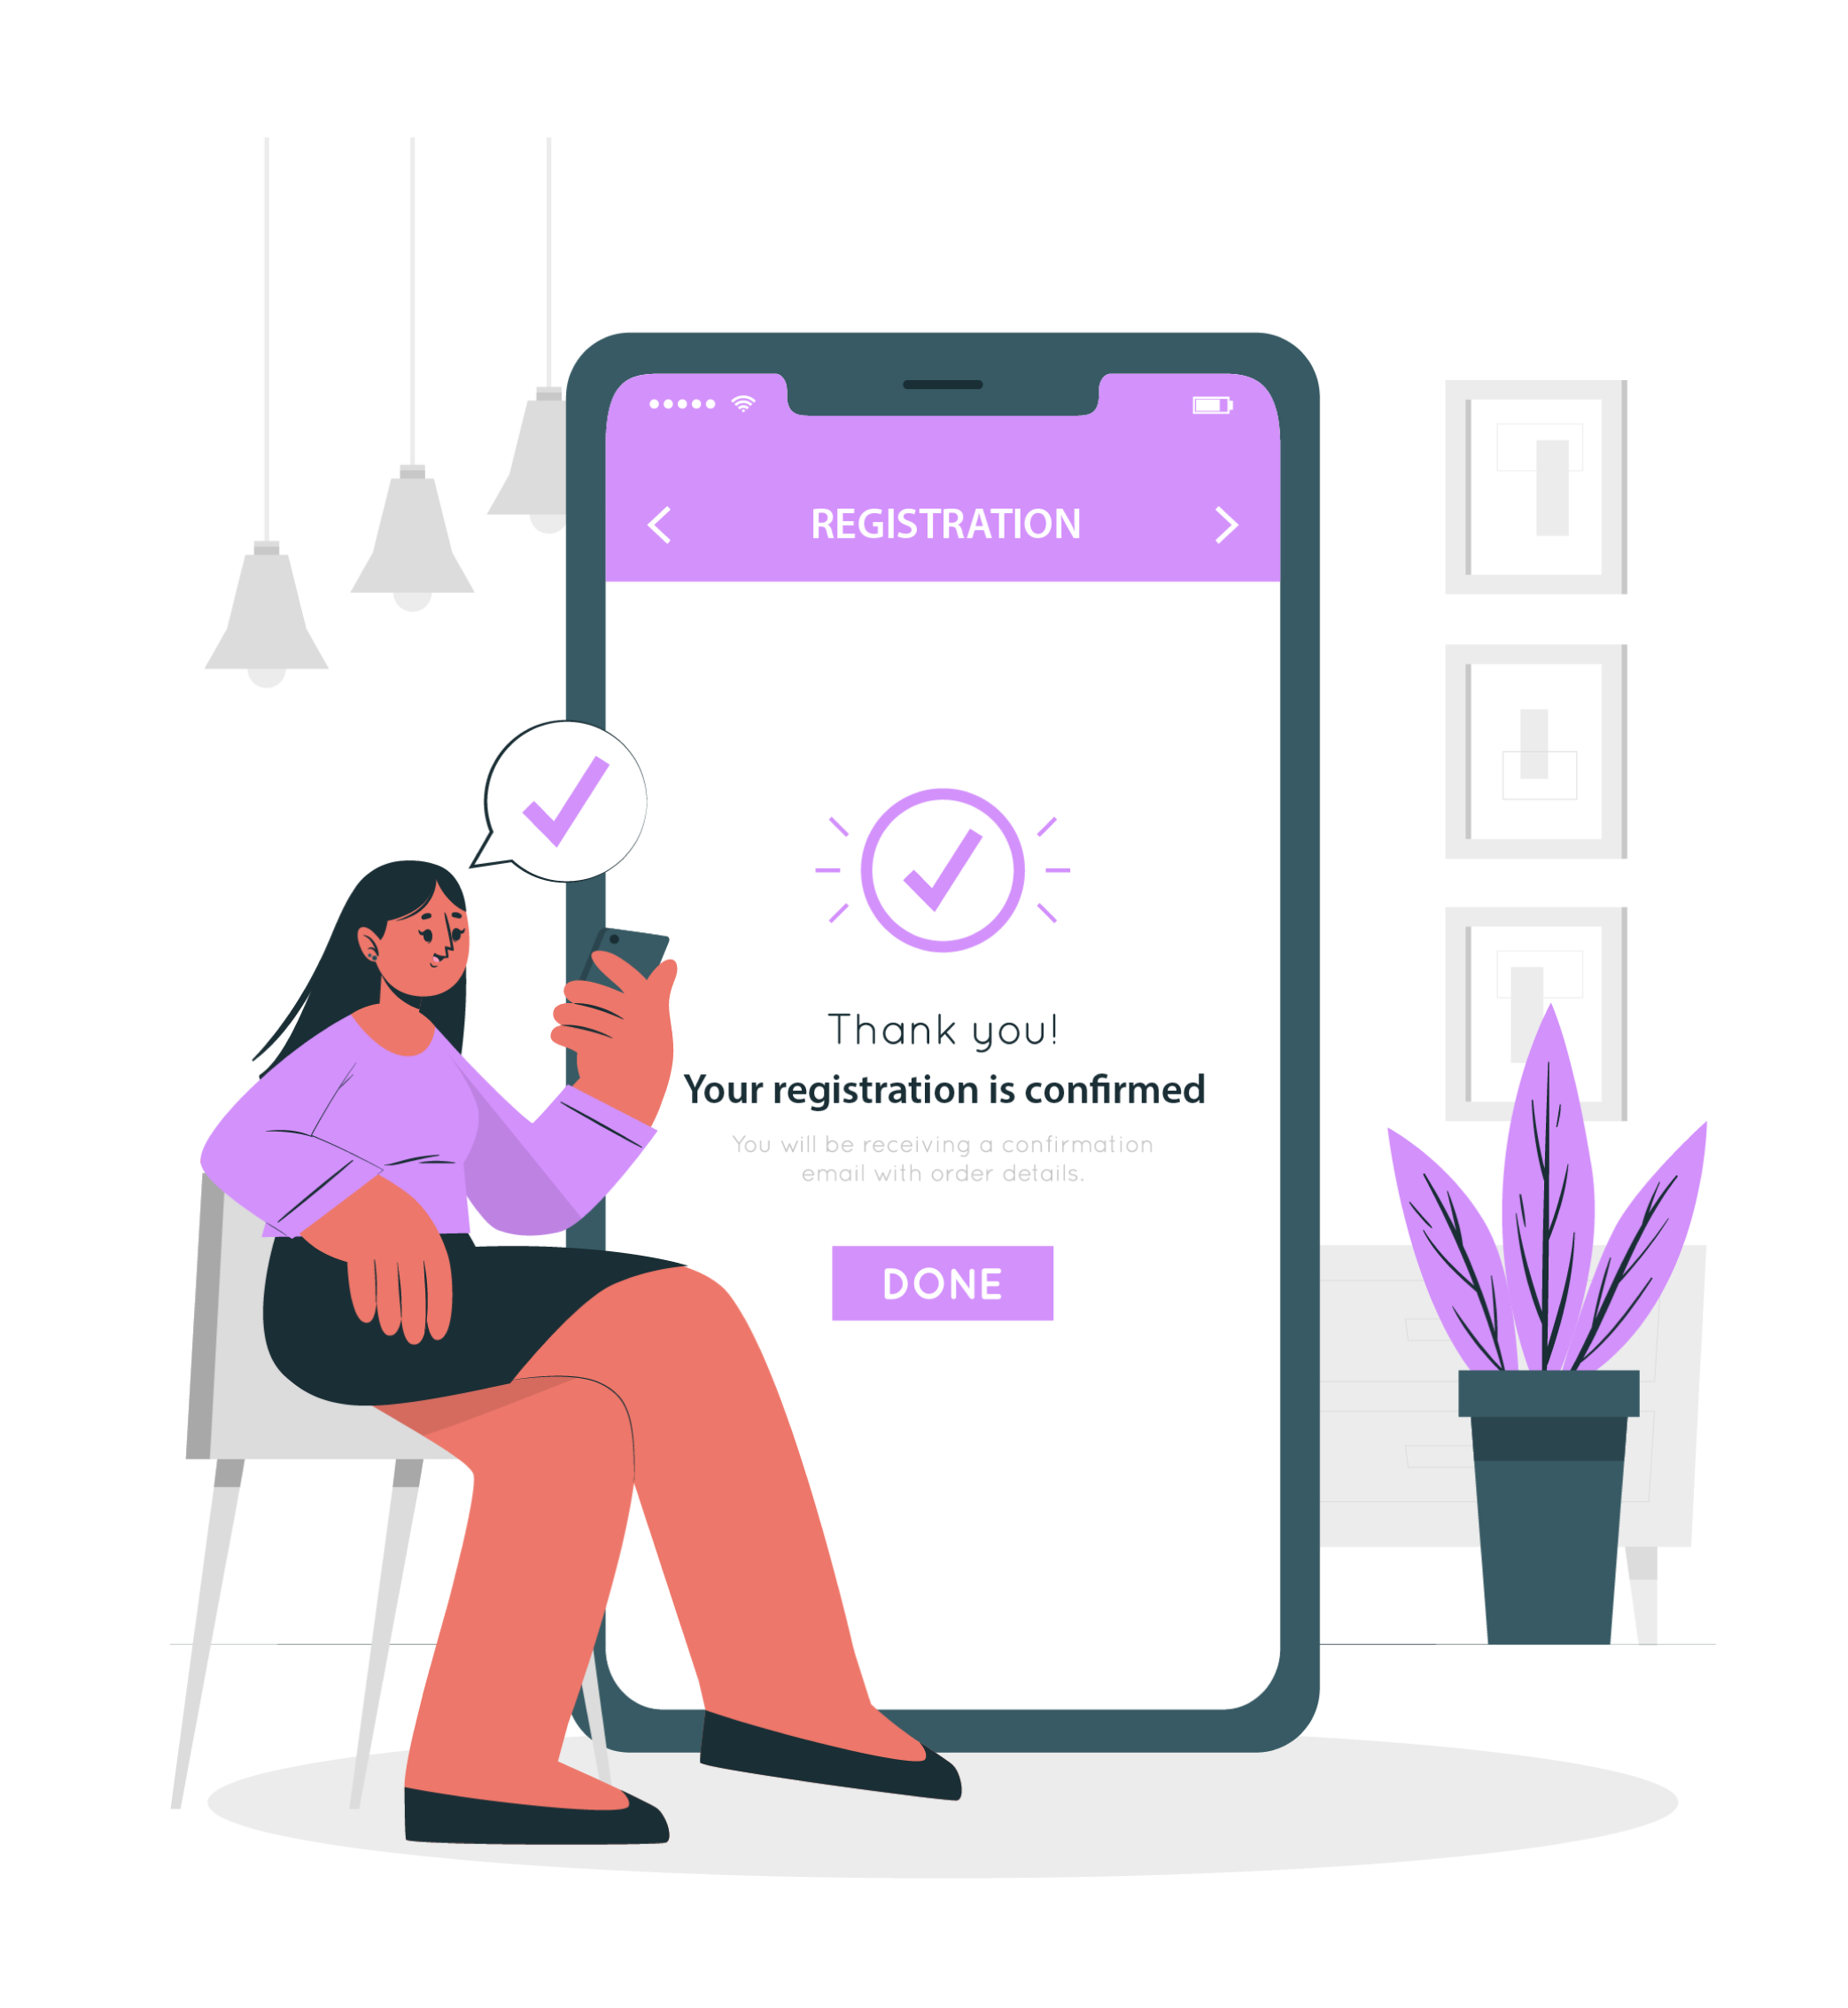 REGISTRATION
Thank you!
Your registration is confirmed
You will be receiving a confirmation
email with order details.
DONE